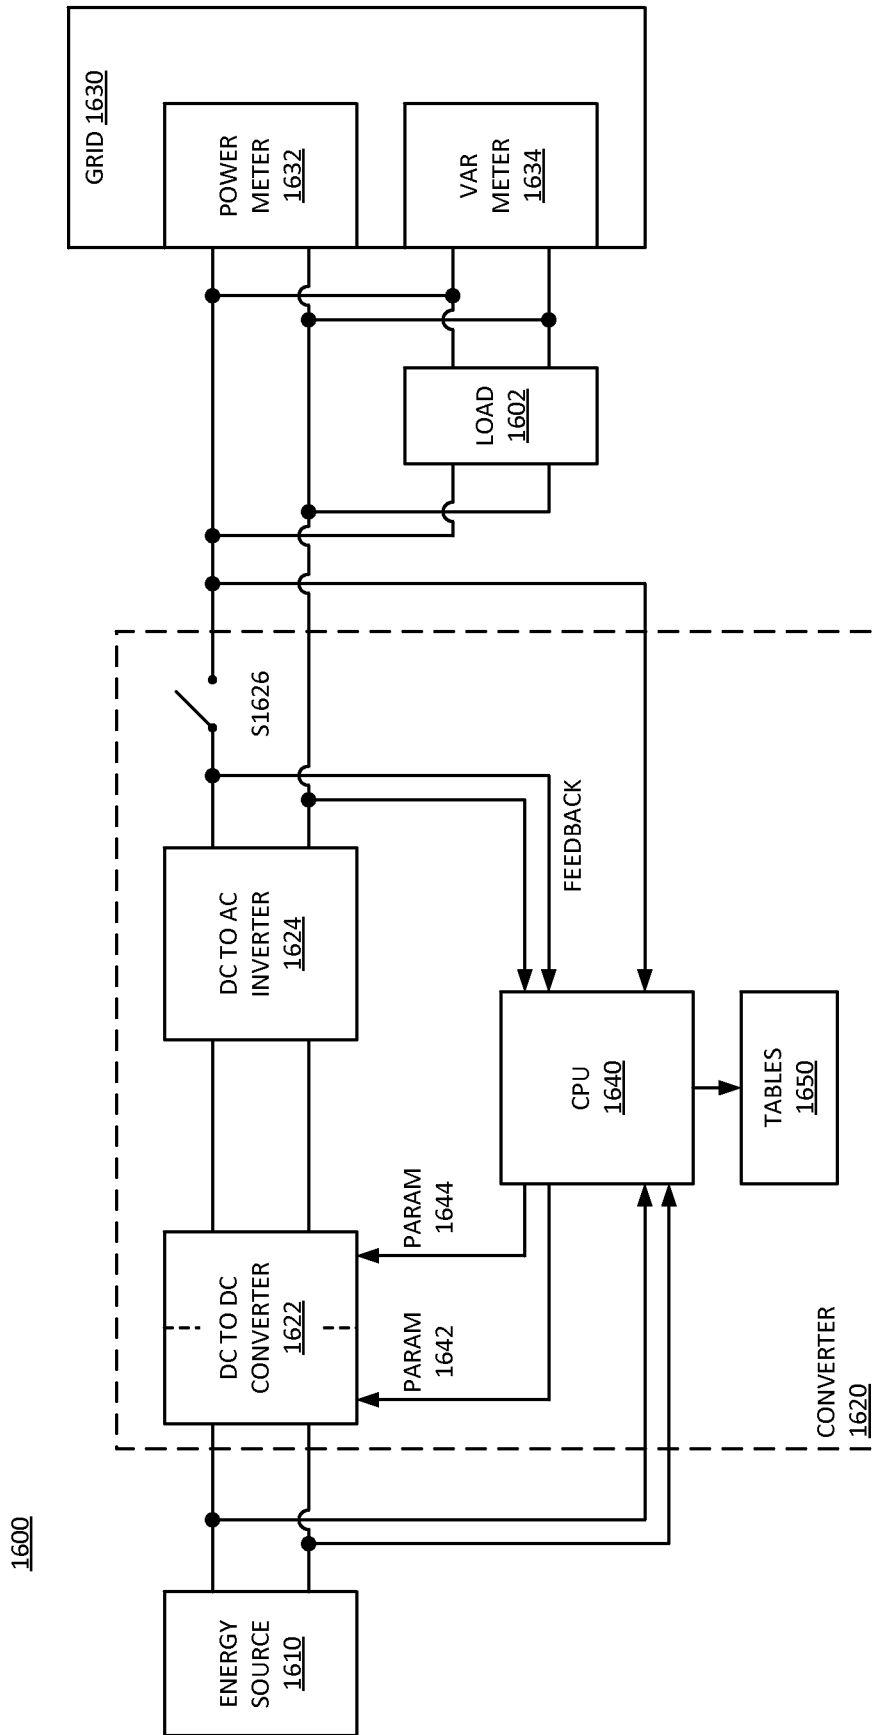 1600
ENERGY
SOURCE
1610
DC TO DC
CONVERTER
1622
DC TO AC
INVERTER
1624
S1626
GRID 1630
POWER
METER
1632
VAR
METER
1634
LOAD
1602
PARAM
1642
PARAM
1644
FEEDBACK
CPU
1640
TABLES
1650
CONVERTER
1620